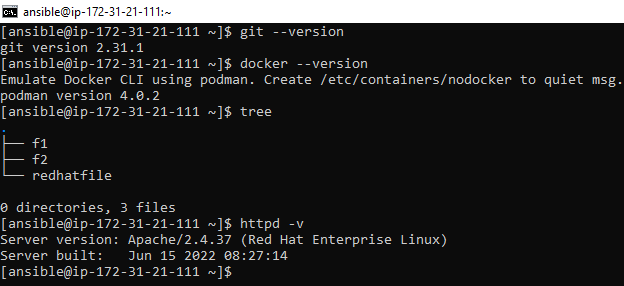 ansible@ip-172-31-21-111:~
[ansible@ip-172-31-21-111 ~]$ git --version
git version 2.31.1
[ansible@ip-172-31-21-111 ~]$ docker --version
Emulate Docker CLI using podman. Create /etc/containers/nodocker to quiet msg.
podman version 4.0.2
[ansible@ip-172-31-21-111 ~]$ tree
.
├── f1
├── f2
└── redhatfile
0 directories, 3 files
[ansible@ip-172-31-21-111 ~]$ httpd -v
Server version: Apache/2.4.37 (Red Hat Enterprise Linux)
Server built:   Jun 15 2022 08:27:14
[ansible@ip-172-31-21-111 ~]$